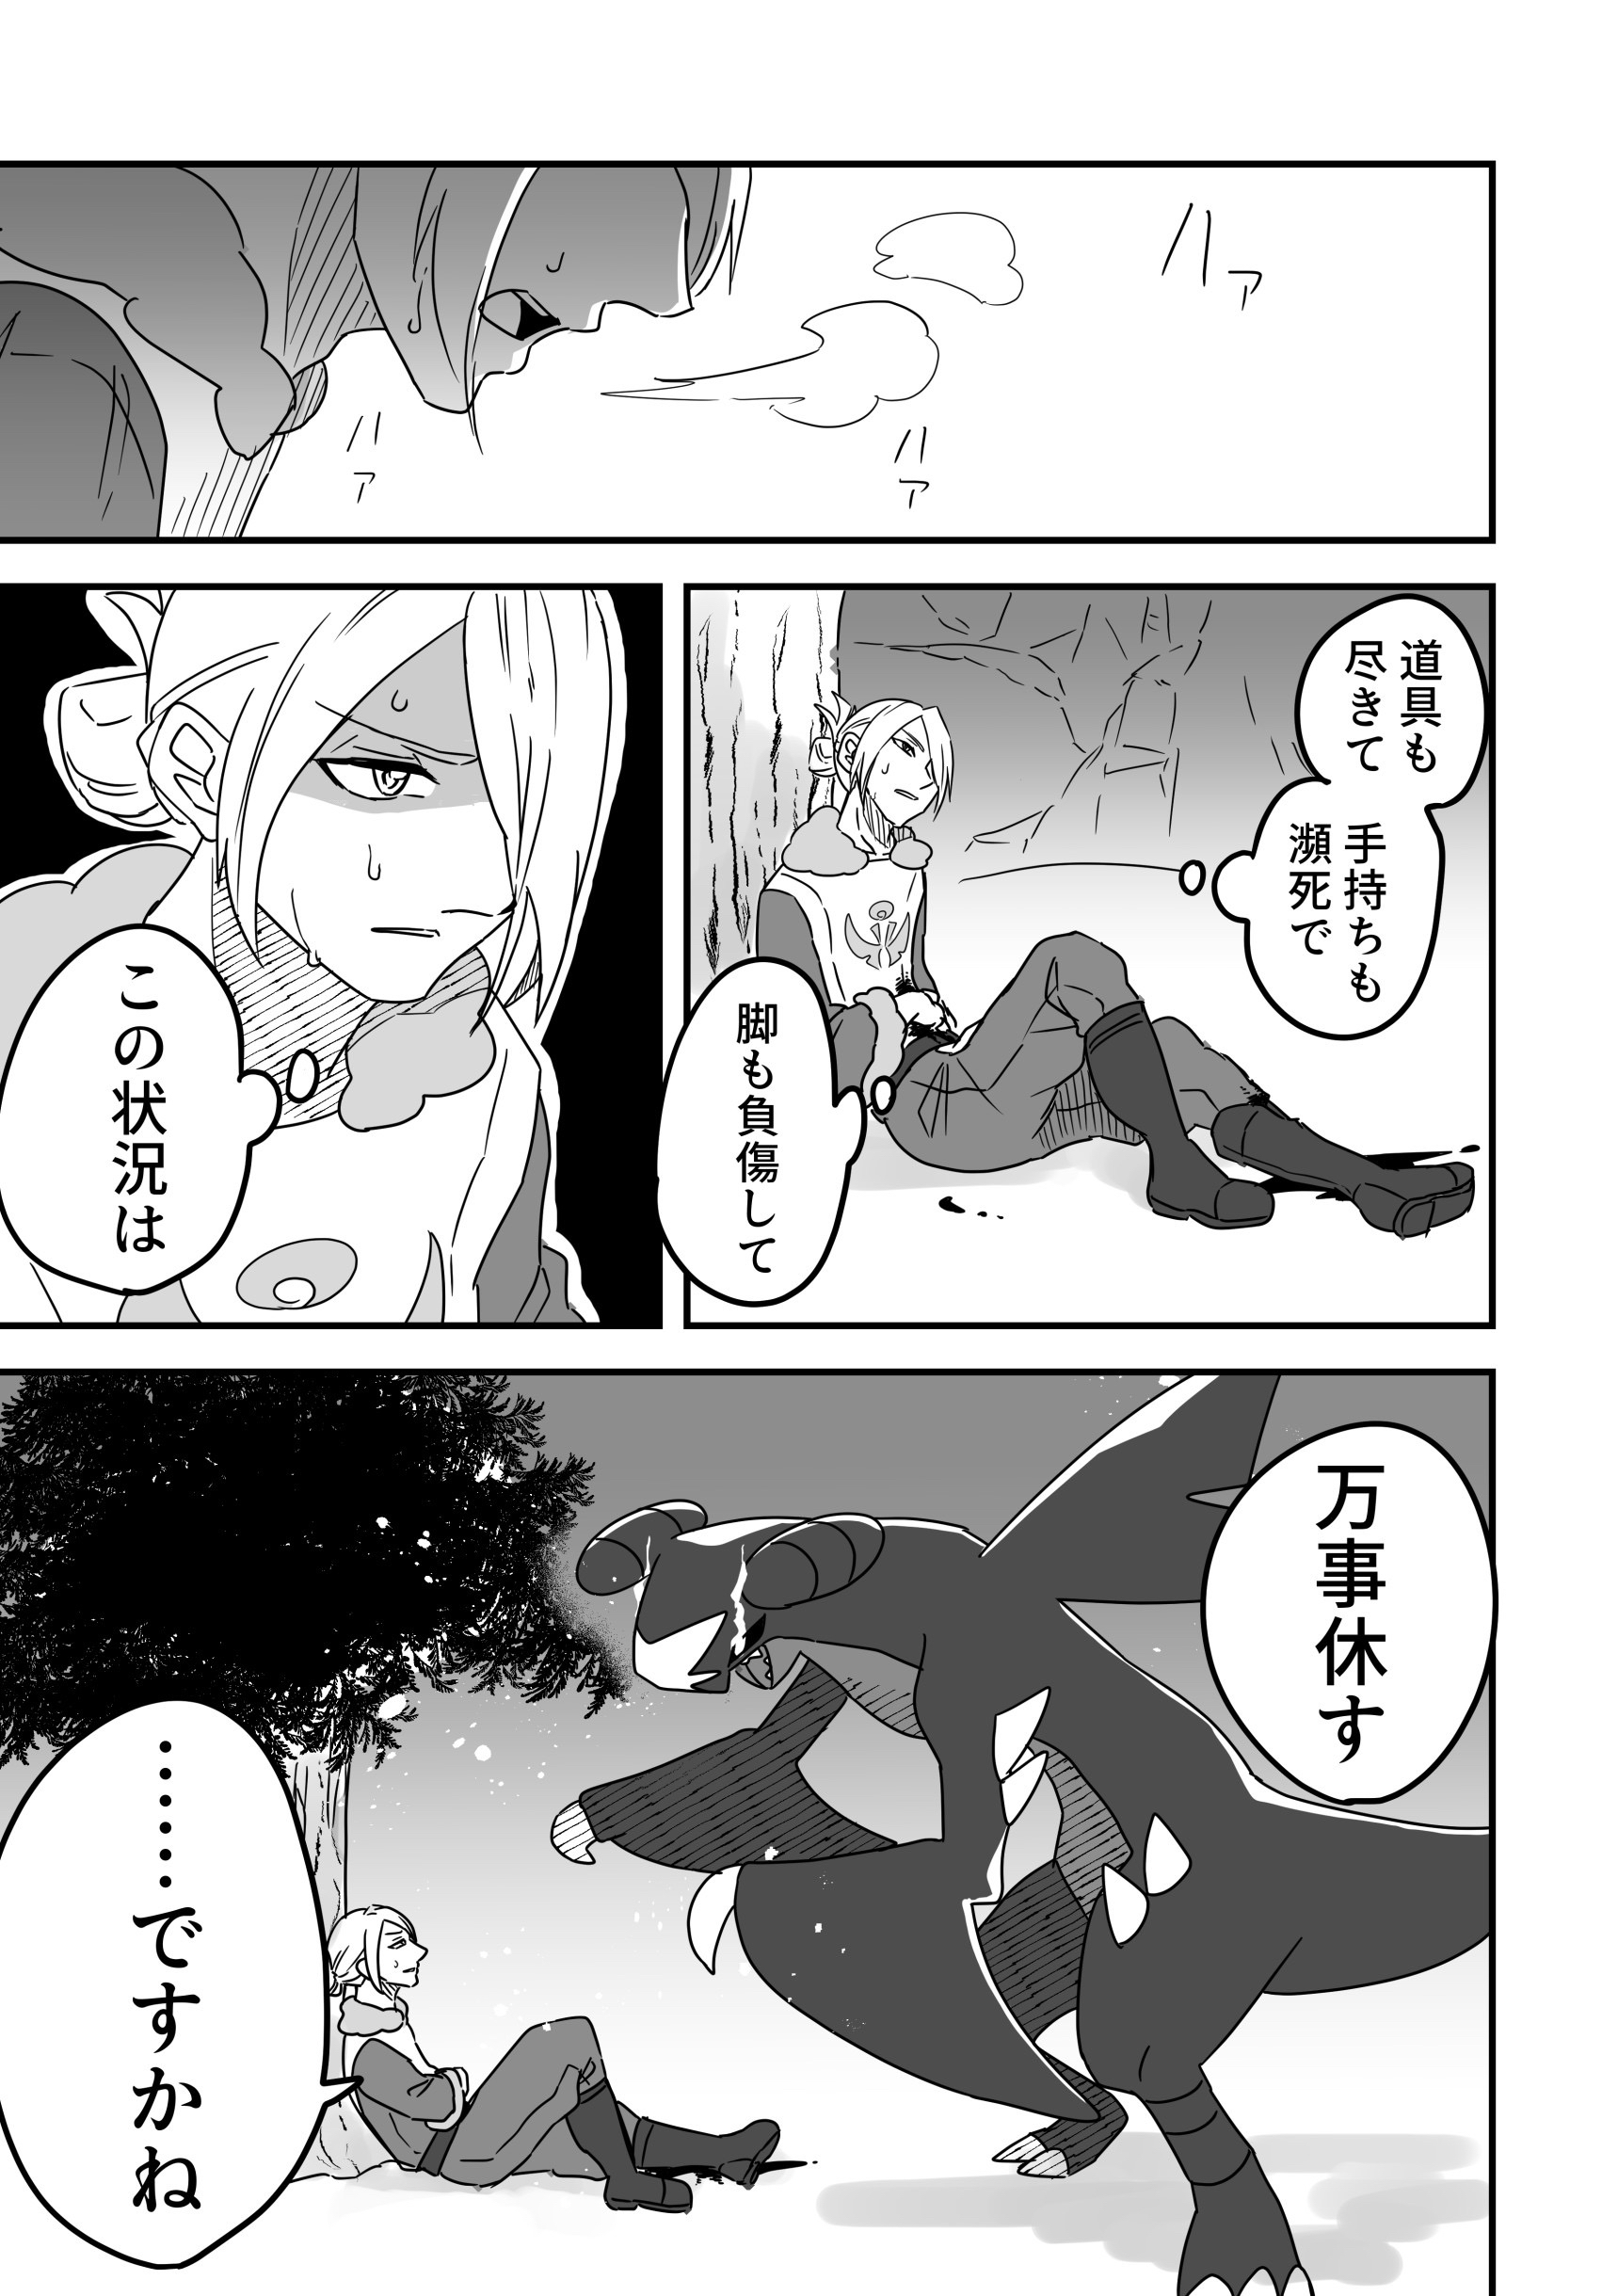 ハァ
ハァ
ハァ
道具も
尽きて
手持ちも
瀕死で
脚も負傷して
この状況は
万事休す
……ですかね